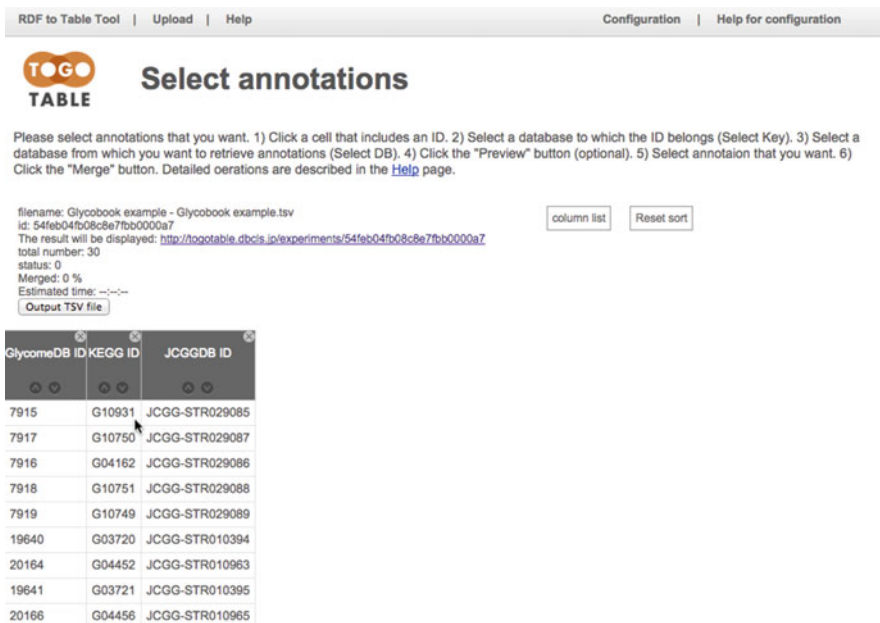 RDF to Table Tool | Upload | Help Configuration | Help for configuration
TOGO
TABLE
Select annotations
Please select annotations that you want. 1) Click a cell that includes an ID. 2) Select a database to which the ID belongs (Select Key). 3) Select a
database from which you want to retrieve annotations (Select DB). 4) Click the "Preview" button (optional). 5) Select annotaion that you want. 6)
Click the "Merge" button. Detailed oerations are described in the Help page.
filename: Glycobook example - Glycobook example.tsv
id: 54feb04fb08c8e7fbb0000a7
The result will be displayed: http://togotable.dbcls.jp/experiments/54feb04fb08c8e7fbb0000a7
total number: 30
status: 0
Merged: 0 %
Estimated time: --:--:--
Output TSV file
column list Reset sort
GlycomeDB ID KEGG ID JCGGDB ID
7915 G10931 JCGG-STR029085
7917 G10750 JCGG-STR029087
7916 G04162 JCGG-STR029086
7918 G10751 JCGG-STR029088
7919 G10749 JCGG-STR029089
19640 G03720 JCGG-STR010394
20164 G04452 JCGG-STR010963
19641 G03721 JCGG-STR010395
20166 G04456 JCGG-STR010965